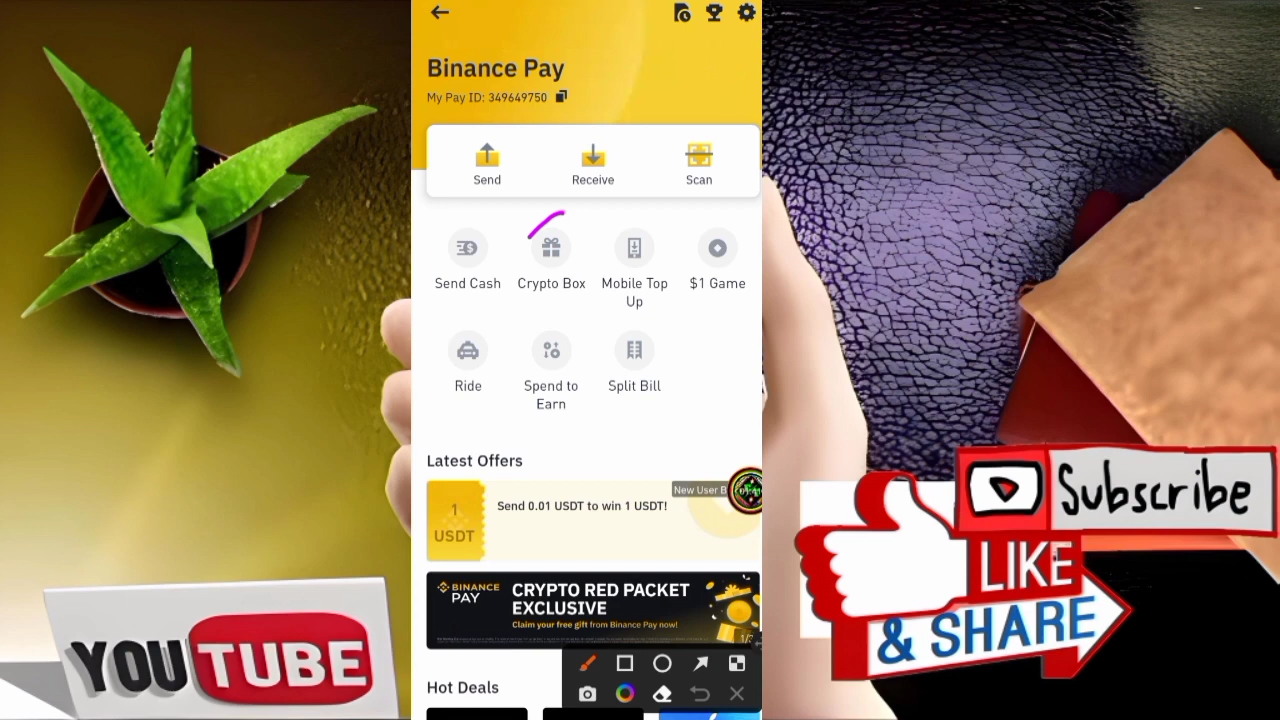 Binance Pay
My Pay ID: 349649750
Send
Receive
Scan
Send Cash
Crypto Box
Mobile Top
Up
$1 Game
Ride
Spend to
Earn
Split Bill
Latest Offers
New User B
1
USDT
Send 0.01 USDT to win 1 USDT!
BINANCE
PAY
CRYPTO RED PACKET
EXCLUSIVE
Claim your free gift from Binance Pay now!
Hot Deals
YOUTUBE
Subscribe
LIKE
& SHARE